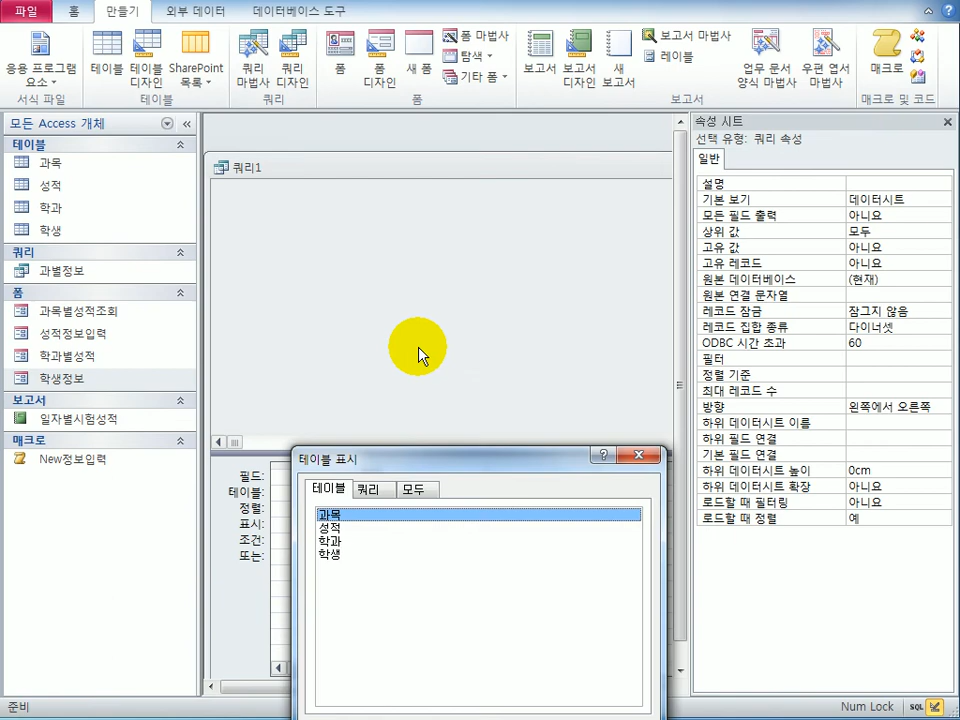 파일 홈 만들기 외부 데이터 데이터베이스 도구
응용 프로그램 요소
테이블
테이블 디자인
SharePoint 목록
쿼리 마법사
쿼리 디자인
폼
폼 디자인
새 폼
폼 마법사
탐색
기타 폼
보고서
보고서 디자인
새 보고서
보고서 마법사
레이블
업무 문서 양식 마법사
우편 엽서 마법사
매크로
서식 파일 테이블 쿼리 폼 보고서 매크로 및 코드
모든 Access 개체
테이블
과목
성적
학과
학생
쿼리
과별정보
폼
과목별성적조회
성적정보입력
학과별성적
학생정보
보고서
일자별시험성적
매크로
New정보입력
쿼리1
필드:
테이블:
정렬:
표시:
조건:
또는:
테이블 표시
테이블 쿼리 모두
과목
성적
학과
학생
속성 시트
선택 유형: 쿼리 속성
일반
설명
기본 보기 데이터시트
모든 필드 출력 아니요
상위 값 모두
고유 값 아니요
고유 레코드 아니요
원본 데이터베이스 (현재)
원본 연결 문자열
레코드 잠금 잠그지 않음
레코드 집합 종류 다이너셋
ODBC 시간 초과 60
필터
정렬 기준
최대 레코드 수
방향 왼쪽에서 오른쪽
하위 데이터시트 이름
하위 필드 연결
기본 필드 연결
하위 데이터시트 높이 0cm
하위 데이터시트 확장 아니요
로드할 때 필터링 아니요
로드할 때 정렬 예
준비 Num Lock SQL